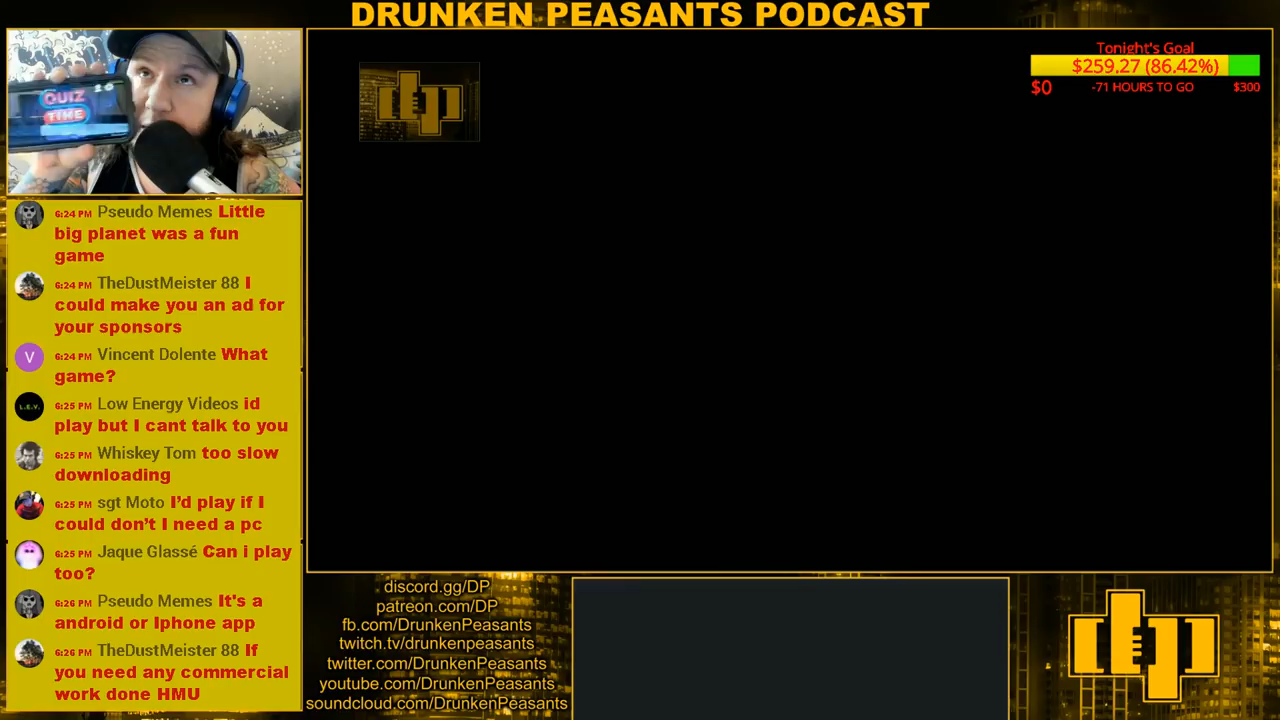 DRUNKEN PEASANTS PODCAST
QUIZ
TIME
Tonight's Goal
$259.27 (86.42%)
$0
-71 HOURS TO GO
$300
6:24 PM Pseudo Memes Little
big planet was a fun
game
6:24 PM TheDustMeister 88 I
could make you an ad for
your sponsors
V
6:24 PM Vincent Dolente What
game?
L.E.V.
6:25 PM Low Energy Videos id
play but I cant talk to you
6:25 PM Whiskey Tom too slow
downloading
6:25 PM sgt Moto I’d play if I
could don’t I need a pc
6:25 PM Jaque Glassé Can i play
too?
6:26 PM Pseudo Memes It's a
android or Iphone app
6:26 PM TheDustMeister 88 If
you need any commercial
work done HMU
discord.gg/DP
patreon.com/DP
fb.com/DrunkenPeasants
twitch.tv/drunkenpeasants
twitter.com/DrunkenPeasants
youtube.com/DrunkenPeasants
soundcloud.com/DrunkenPeasants